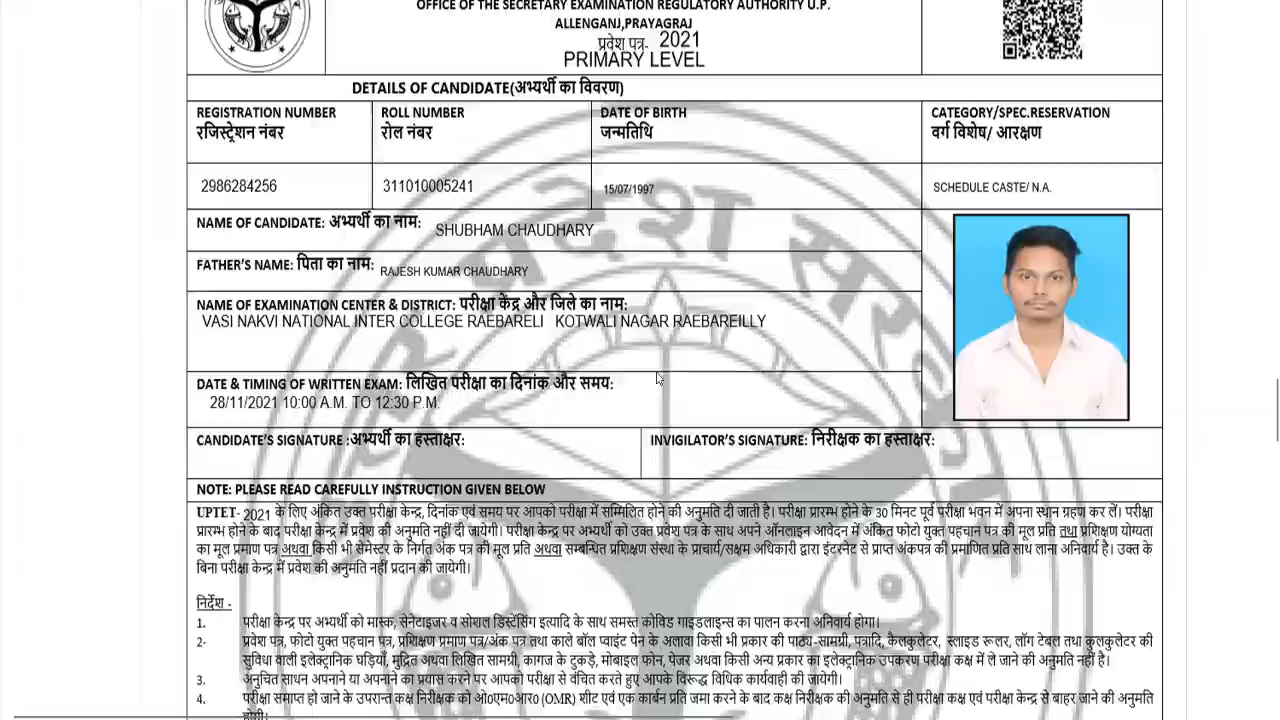 OFFICE OF THE SECRETARY EXAMINATION REGULATORY AUTHORITY U.P.
ALLENGANJ,PRAYAGRAJ
प्रवेश पत्र- 2021
PRIMARY LEVEL
DETAILS OF CANDIDATE(अभ्यर्थी का विवरण)
REGISTRATION NUMBER
रजिस्ट्रेशन नंबर
ROLL NUMBER
रोल नंबर
DATE OF BIRTH
जन्मतिथि
CATEGORY/SPEC.RESERVATION
वर्ग विशेष/ आरक्षण
2986284256
311010005241
15/07/1997
SCHEDULE CASTE/ N.A.
NAME OF CANDIDATE: अभ्यर्थी का नाम: SHUBHAM CHAUDHARY
FATHER'S NAME: पिता का नाम: RAJESH KUMAR CHAUDHARY
NAME OF EXAMINATION CENTER & DISTRICT: परीक्षा केंद्र और जिले का नाम:
VASI NAKVI NATIONAL INTER COLLEGE RAEBARELI KOTWALI NAGAR RAEBAREILLY
DATE & TIMING OF WRITTEN EXAM: लिखित परीक्षा का दिनांक और समय:
28/11/2021 10:00 A.M. TO 12:30 P.M.
CANDIDATE'S SIGNATURE :अभ्यर्थी का हस्ताक्षर:
INVIGILATOR'S SIGNATURE: निरीक्षक का हस्ताक्षर:
NOTE: PLEASE READ CAREFULLY INSTRUCTION GIVEN BELOW
UPTET- 2021 के लिए अंकित उक्त परीक्षा केन्द्र, दिनांक एवं समय पर आपको परीक्षा में सम्मिलित होने की अनुमति दी जाती है। परीक्षा प्रारम्भ होने के 30 मिनट पूर्व परीक्षा भवन में अपना स्थान ग्रहण कर लें। परीक्षा
प्रारम्भ होने के बाद परीक्षा केन्द्र में प्रवेश की अनुमति नहीं दी जायेगी। परीक्षा केन्द्र पर अभ्यर्थी को उक्त प्रवेश पत्र के साथ अपने ऑनलाइन आवेदन में अंकित फोटो युक्त पहचान पत्र की मूल प्रति तथा प्रशिक्षण योग्यता
का मूल प्रमाण पत्र अथवा किसी भी सेमेस्टर के निर्गत अंक पत्र की मूल प्रति अथवा सम्बन्धित प्रशिक्षण संस्था के प्राचार्य/सक्षम अधिकारी द्वारा इंटरनेट से प्राप्त अंकपत्र की प्रमाणित प्रति साथ लाना अनिवार्य है। उक्त के
बिना परीक्षा केन्द्र में प्रवेश की अनुमति नहीं प्रदान की जायेगी।
निर्देश -
1. परीक्षा केन्द्र पर अभ्यर्थी को मास्क, सेनेटाइजर व सोशल डिस्टेंसिंग इत्यादि के साथ समस्त कोविड गाइडलाइन्स का पालन करना अनिवार्य होगा।
2- प्रवेश पत्र, फोटो युक्त पहचान पत्र, प्रशिक्षण प्रमाण पत्र/अंक पत्र तथा काले बॉल प्वाइंट पेन के अलावा किसी भी प्रकार की पाठ्य-सामग्री, पत्रादि, कैलकुलेटर, स्लाइड रूलर, लॉग टेबल तथा कुलकुलेटर की
सुविधा वाली इलेक्ट्रानिक घड़ियाँ, मुद्रित अथवा लिखित सामग्री, कागज के टुकड़े, मोबाइल फोन, पेजर अथवा किसी अन्य प्रकार का इलेक्ट्रानिक उपकरण परीक्षा कक्ष में ले जाने की अनुमति नहीं है।
3. अनुचित साधन अपनाने या अपनाने का प्रयास करने पर आपको परीक्षा से वंचित करते हुए आपके विरूद्ध विधिक कार्यवाही की जायेगी।
4. परीक्षा समाप्त हो जाने के उपरान्त कक्ष निरीक्षक को ओ0एम0आर0 (OMR) शीट एवं एक कार्बन प्रति जमा करने के बाद कक्ष निरीक्षक की अनुमति से ही परीक्षा कक्ष एवं परीक्षा केन्द्र से बाहर जाने की अनुमति
होगी।